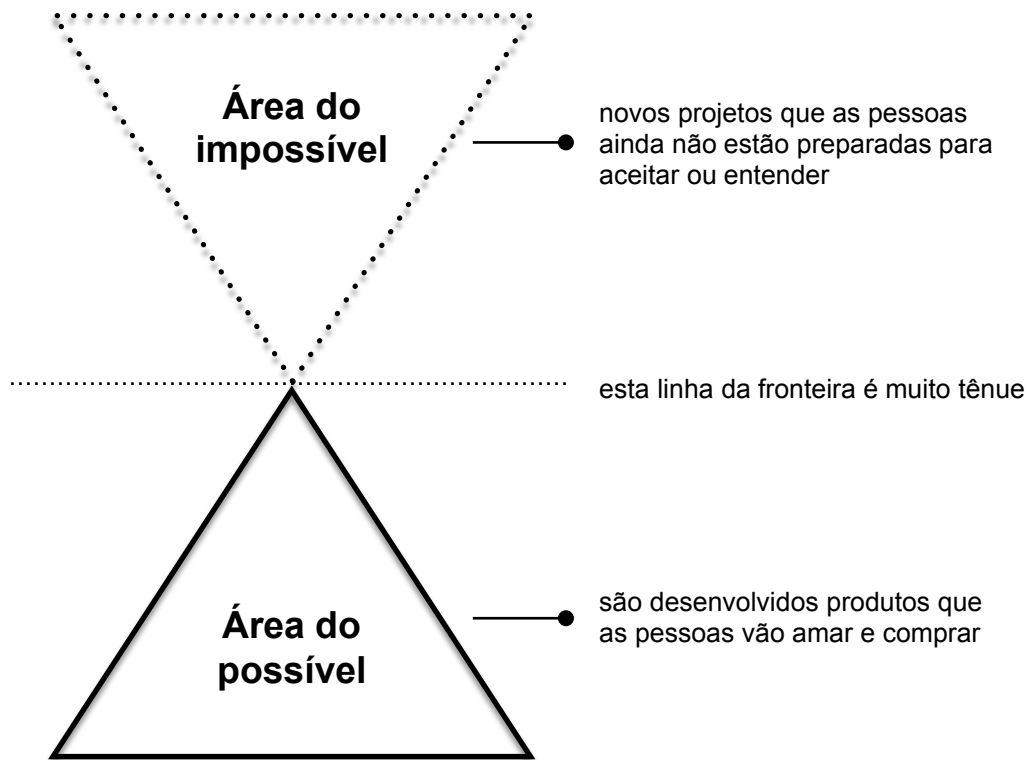 Área do
impossível
novos projetos que as pessoas
ainda não estão preparadas para
aceitar ou entender
esta linha da fronteira é muito tênue
Área do
possível
são desenvolvidos produtos que
as pessoas vão amar e comprar